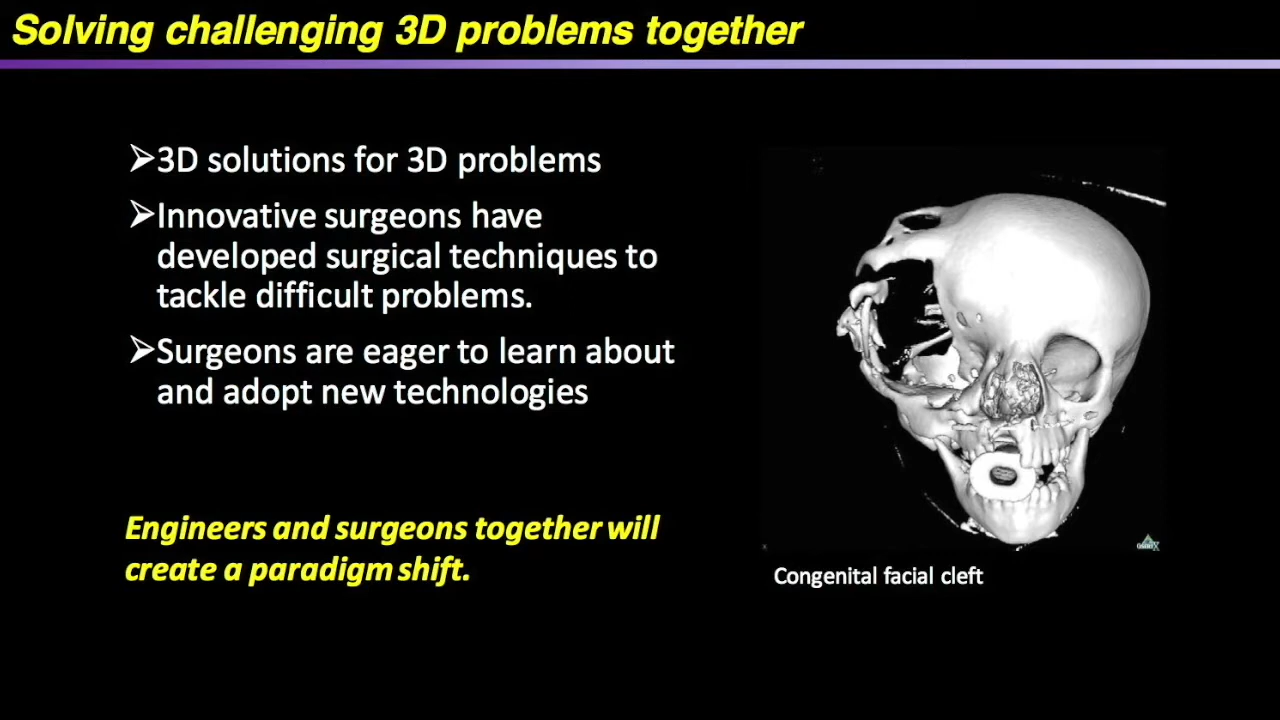 Solving challenging 3D problems together
➢3D solutions for 3D problems
➢Innovative surgeons have
developed surgical techniques to
tackle difficult problems.
➢Surgeons are eager to learn about
and adopt new technologies
Engineers and surgeons together will
create a paradigm shift.
Congenital facial cleft